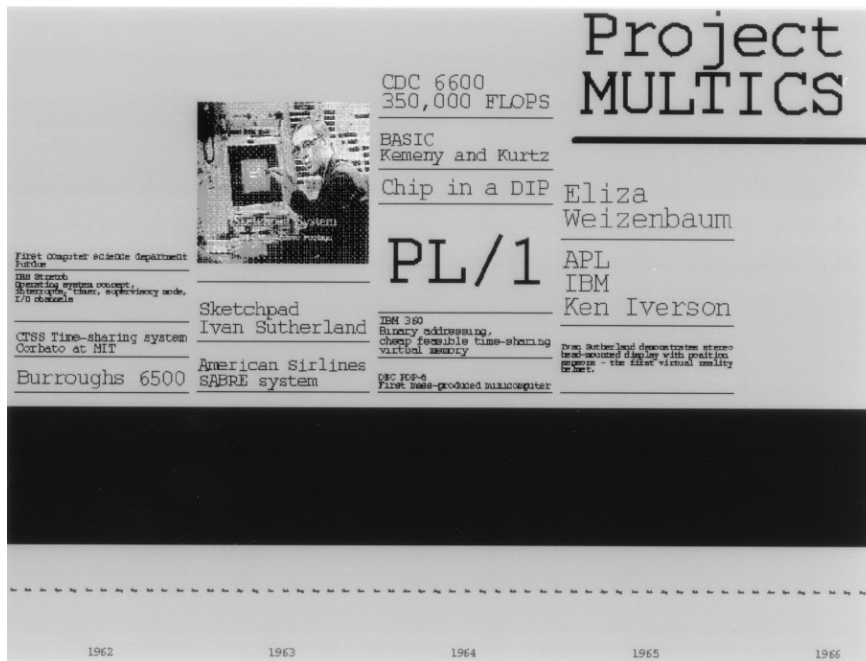 Project
MULTICS
CDC 6600
350,000 FLOPS
BASIC
Kemeny and Kurtz
Chip in a DIP
PL/1
IBM 360
Binary addressing,
cheap feasible time-sharing
virtual memory
First mass-produced minicomputer
Eliza
Weizenbaum
APL
IBM
Ken Iverson
Sutherland demonstrates stereo
head-mounted display with position
sensors - the first virtual reality
helmet.
Sketchpad System
Sketchpad
Ivan Sutherland
American Sirlines
SABRE system
First computer science department
Purdue
IBM Stretch
Operating system concept,
interrupts, timer, supervisory mode,
I/O channels
CTSS Time-sharing system
Corbato at MIT
Burroughs 6500
1962 1963 1964 1965 1966